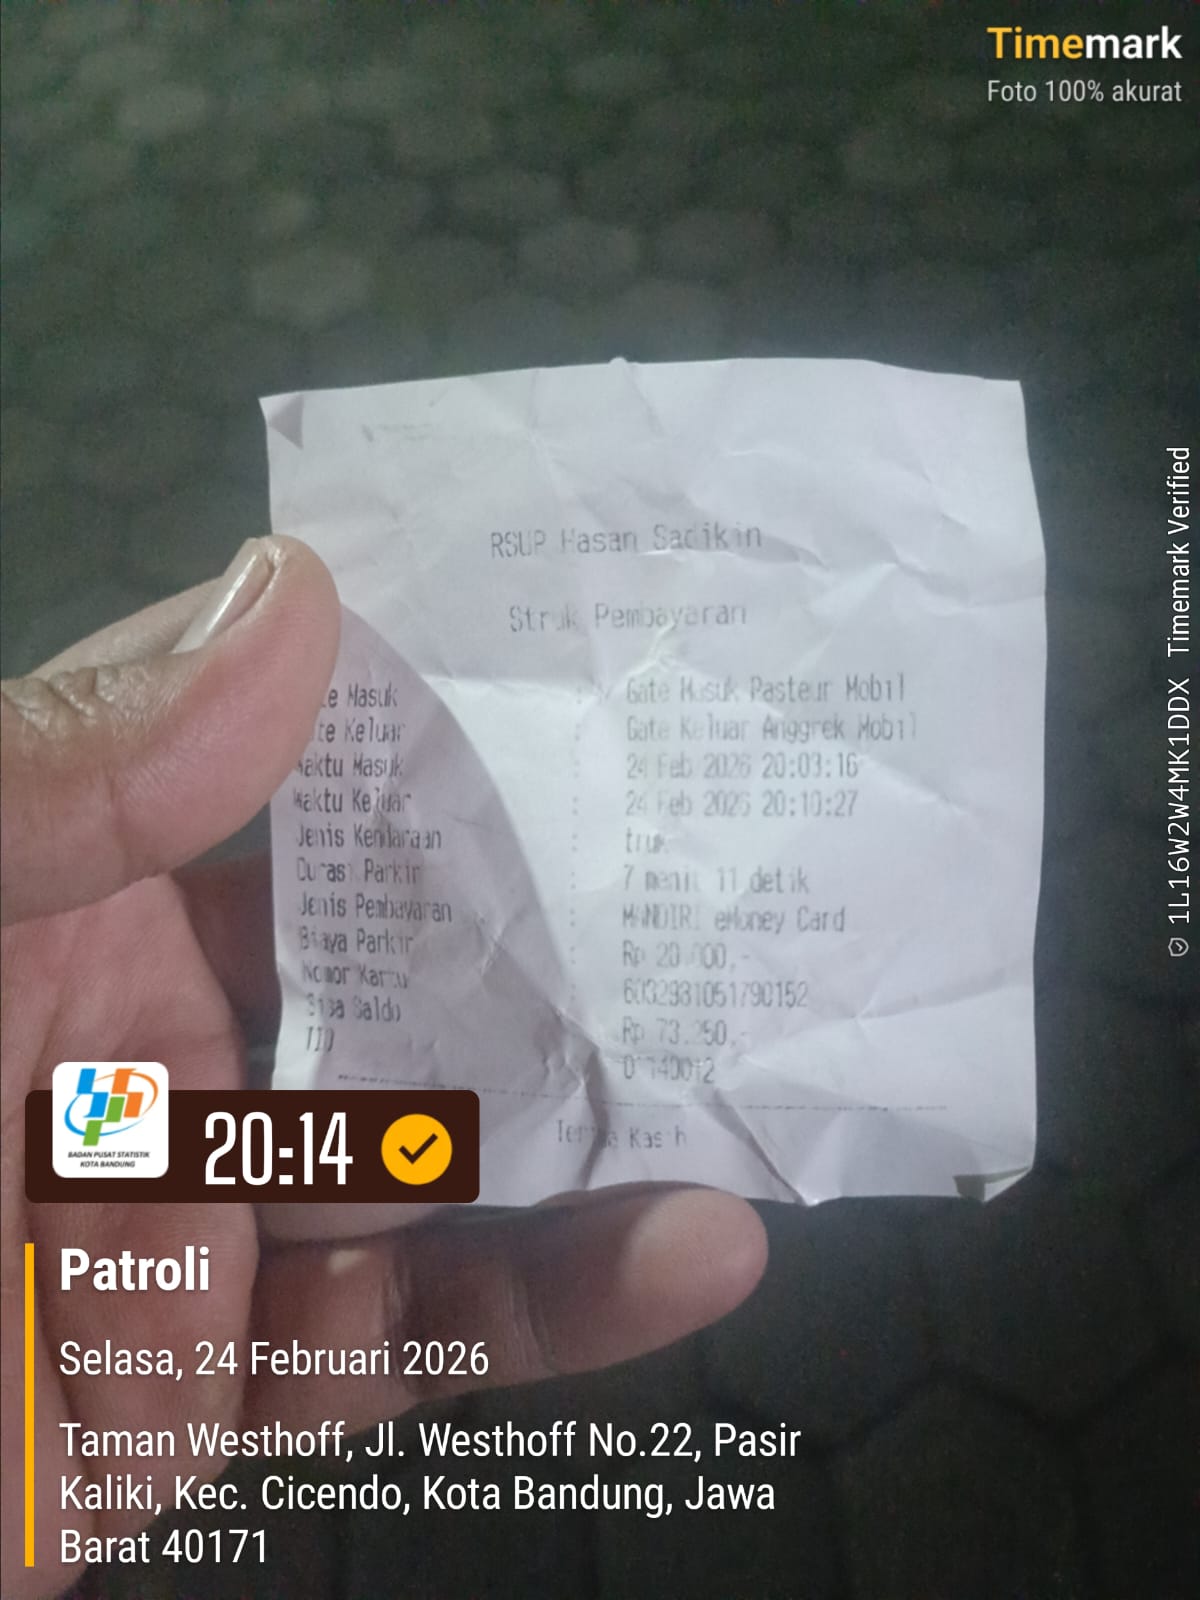 Timemark
Foto 100% akurat
RSUP Hasan Sadikin
Struk Pembayaran
te Masuk : Gate Masuk Pasteur Mobil
te Keluar : Gate Keluar Anggrek Mobil
Waktu Masuk : 24 Feb 2026 20:03:16
Waktu Keluar : 24 Feb 2026 20:10:27
Jenis Kendaraan : truk
Durasi Parkir : 7 menit 11 detik
Jenis Pembayaran : MANDIRI eMoney Card
Biaya Parkir : Rp 20.000,-
Nomor Kartu : 6032981051790152
Sisa Saldo : Rp 73.250,-
TID
Terima Kasih
1L16W2W4MK1DDX Timemark Verified
BADAN PUSAT STATISTIK
KOTA BANDUNG
20:14
Patroli
Selasa, 24 Februari 2026
Taman Westhoff, Jl. Westhoff No.22, Pasir
Kaliki, Kec. Cicendo, Kota Bandung, Jawa
Barat 40171